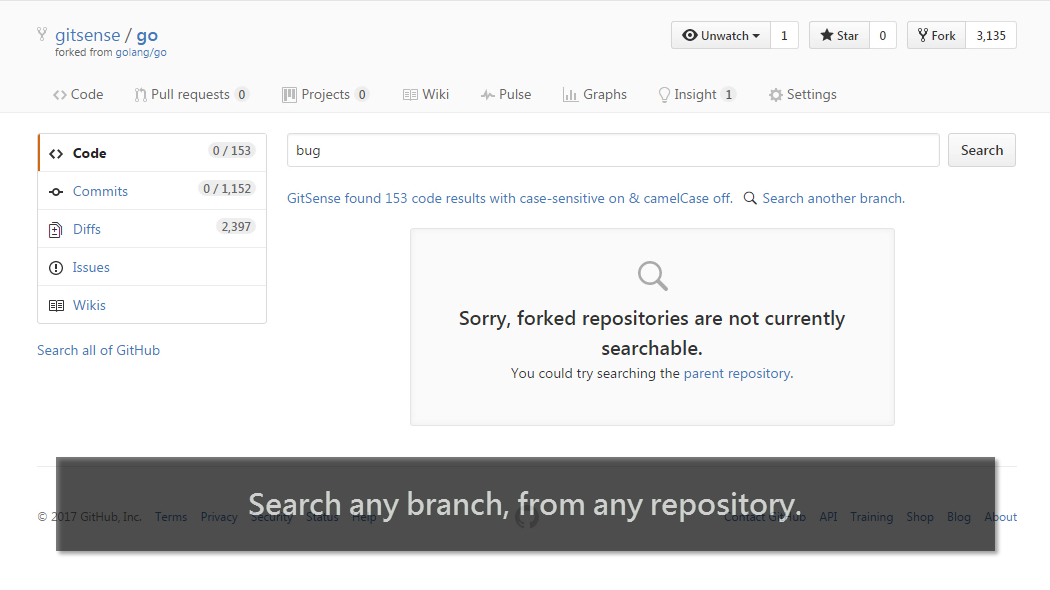 gitsense / go
forked from golang/go
Unwatch 1 Star 0 Fork 3,135
Code Pull requests 0 Projects 0 Wiki Pulse Graphs Insight 1 Settings
Code 0 / 153
Commits 0 / 1,152
Diffs 2,397
Issues
Wikis
Search all of GitHub
bug Search
GitSense found 153 code results with case-sensitive on & camelCase off. Search another branch.
Sorry, forked repositories are not currently
searchable.
You could try searching the parent repository.
Search any branch, from any repository.
© 2017 GitHub, Inc. Terms Privacy Security Status Help Contact GitHub API Training Shop Blog About